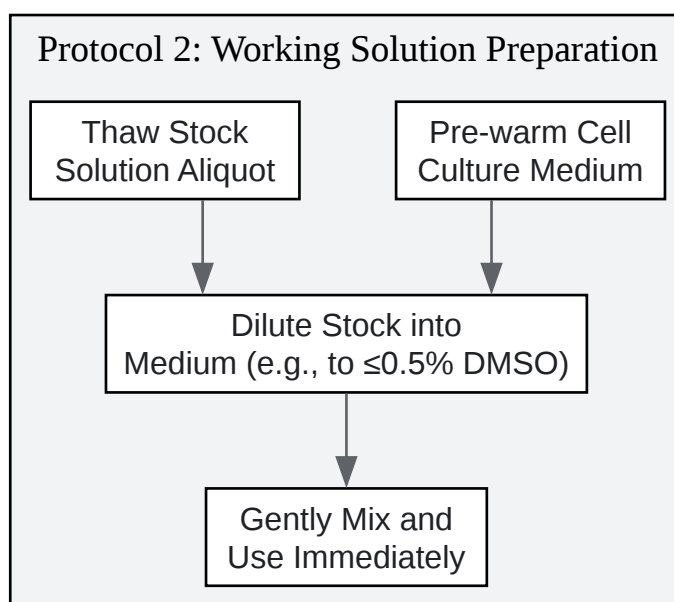 Protocol 2: Working Solution Preparation
Thaw Stock
Solution Aliquot
Pre-warm Cell
Culture Medium
Dilute Stock into
Medium (e.g., to ≤0.5% DMSO)
Gently Mix and
Use Immediately